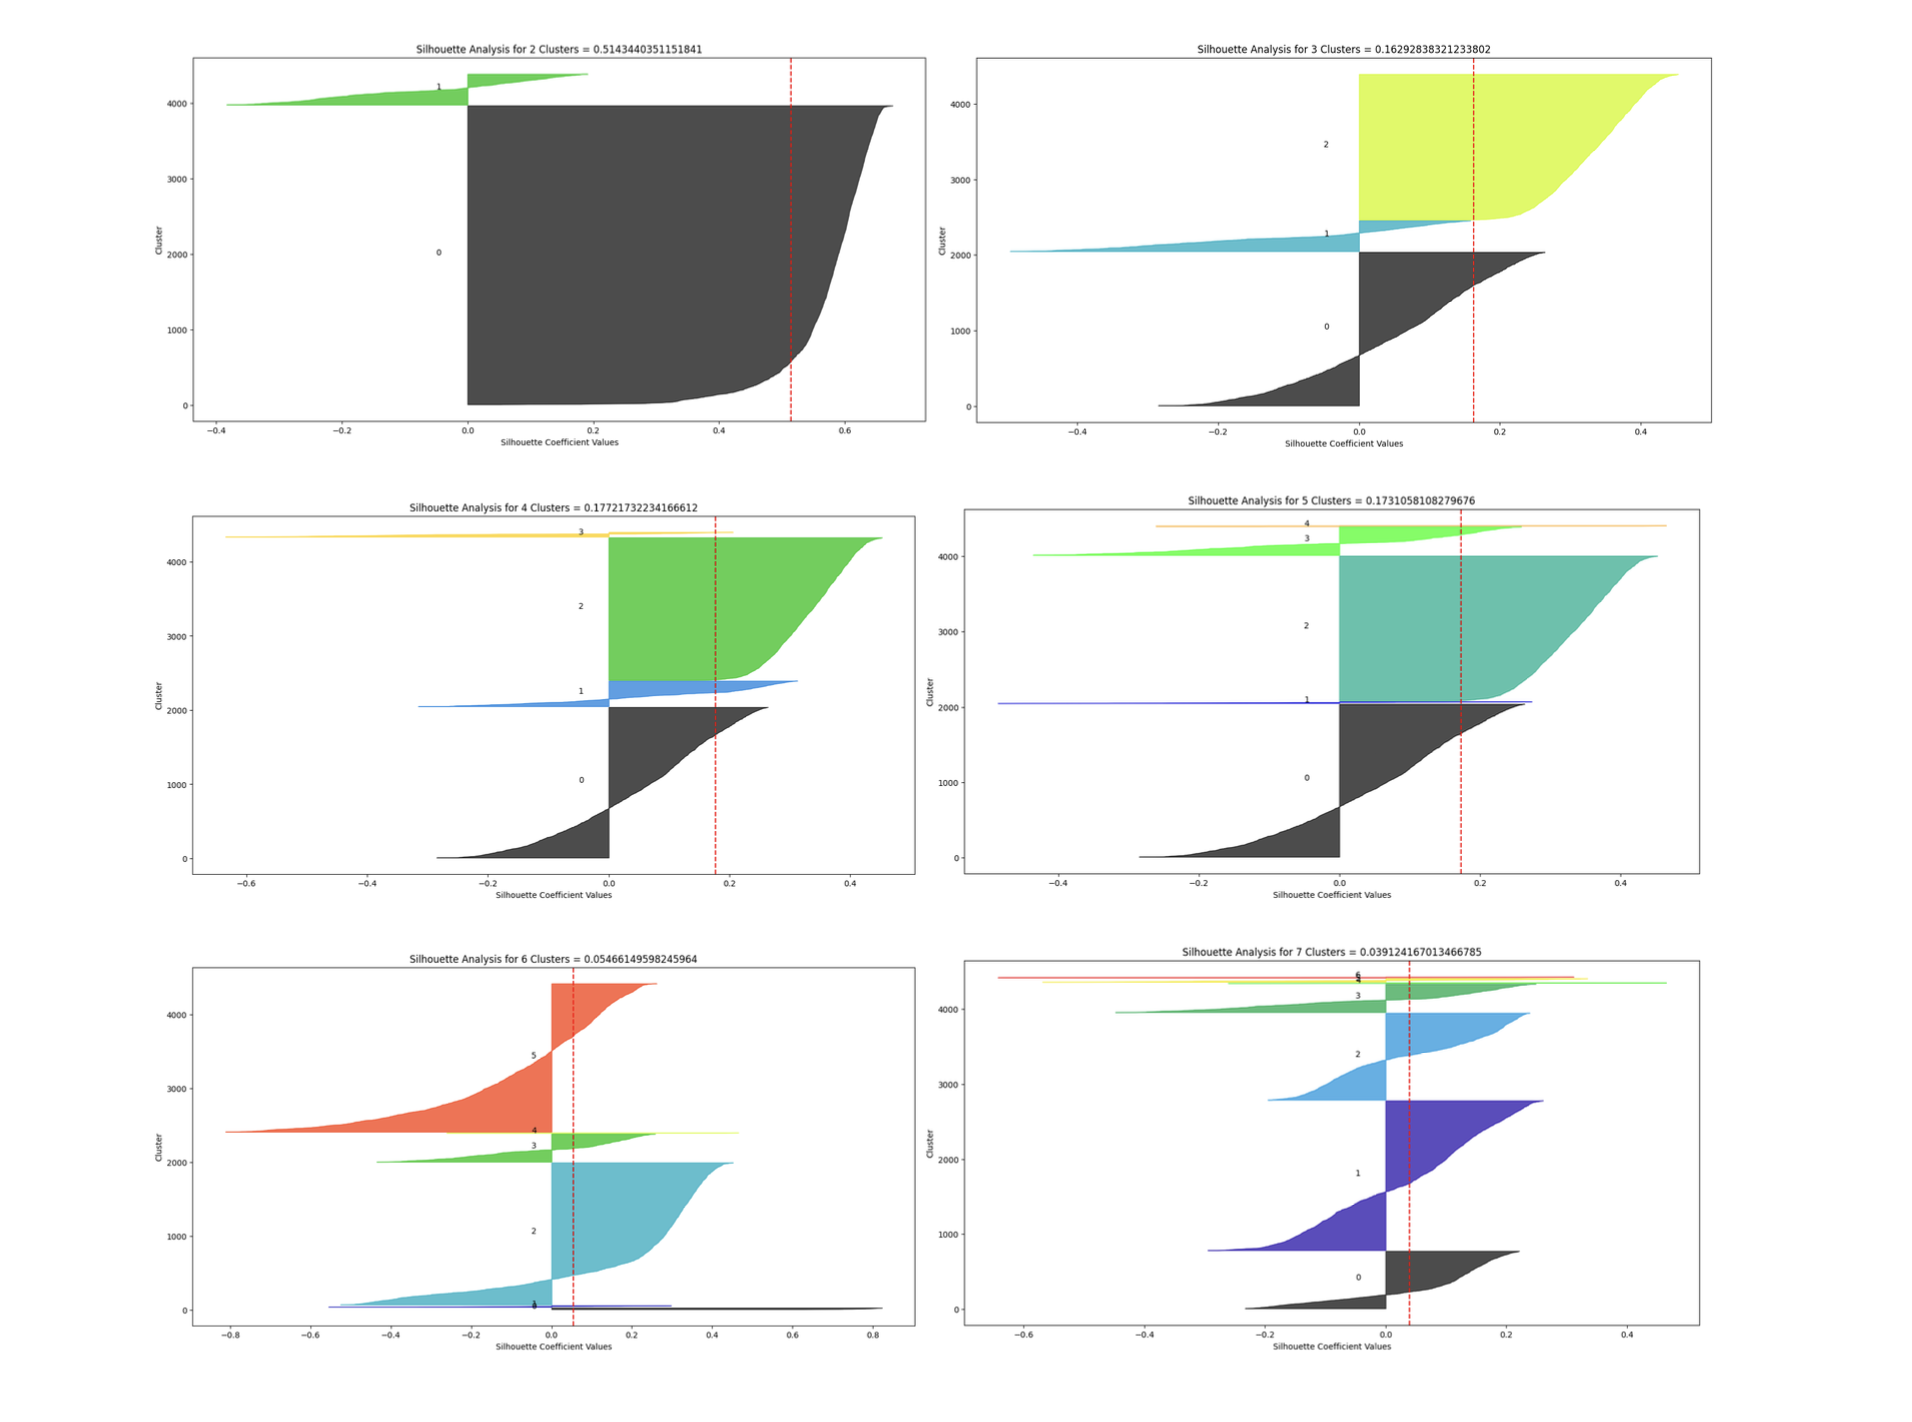 Silhouette Analysis for 2 Clusters = 0.5143440351151841
1
4000
3000
Cluster
2000
0
1000
0
−0.4 −0.2 0.0 0.2 0.4 0.6
Silhouette Coefficient Values
Silhouette Analysis for 3 Clusters = 0.16292838321233802
4000
2
3000
Cluster
1
2000
1000
0
0
−0.4 −0.2 0.0 0.2 0.4
Silhouette Coefficient Values
Silhouette Analysis for 4 Clusters = 0.17721732234166612
3
4000
2
3000
Cluster
1
2000
0
1000
0
−0.6 −0.4 −0.2 0.0 0.2 0.4
Silhouette Coefficient Values
Silhouette Analysis for 5 Clusters = 0.1731058108279676
4
3
4000
2
3000
Cluster
1
2000
0
1000
0
−0.4 −0.2 0.0 0.2 0.4
Silhouette Coefficient Values
Silhouette Analysis for 6 Clusters = 0.05466149598245964
4000
5
3000
4
Cluster
3
2000
2
1000
0
−0.8 −0.6 −0.4 −0.2 0.0 0.2 0.4 0.6 0.8
Silhouette Coefficient Values
Silhouette Analysis for 7 Clusters = 0.039124167013466785
3
4000
2
3000
Cluster
2000
1
1000
0
0
−0.6 −0.4 −0.2 0.0 0.2 0.4
Silhouette Coefficient Values